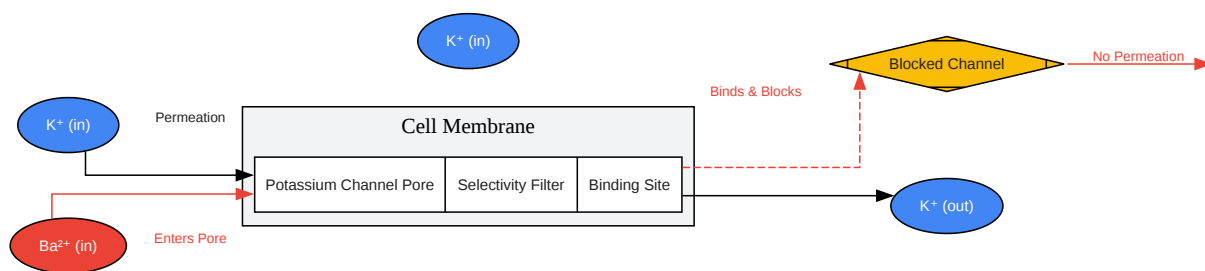 K⁺ (in)
Blocked Channel
No Permeation
Binds & Blocks
K⁺ (in)
Permeation
Cell Membrane
Potassium Channel Pore
Selectivity Filter
Binding Site
K⁺ (out)
Ba²⁺ (in)
Enters Pore